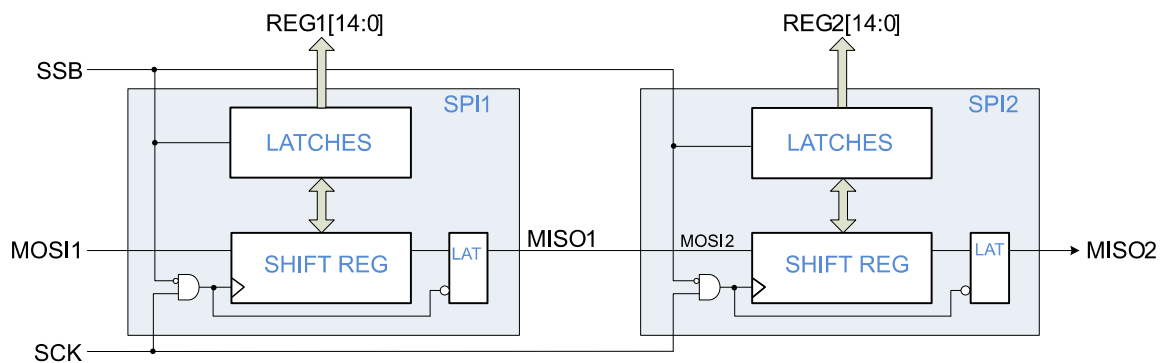 REG1[14:0]
REG2[14:0]
SSB
SPI1
SPI2
LATCHES
LATCHES
MOSI1
SHIFT REG
LAT
MISO1
MOSI2
SHIFT REG
LAT
MISO2
SCK